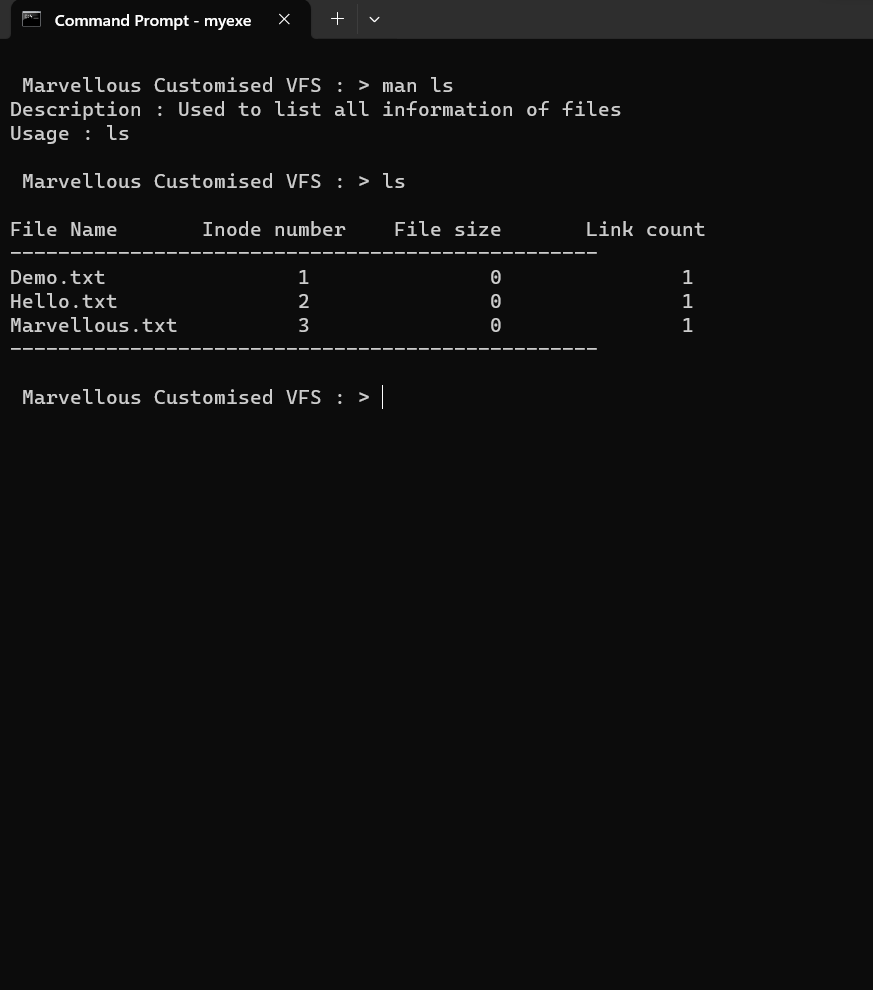 Command Prompt - myexe
Marvellous Customised VFS : > man ls
Description : Used to list all information of files
Usage : ls
Marvellous Customised VFS : > ls
File Name Inode number File size Link count
-------------------------------------------------
Demo.txt 1 0 1
Hello.txt 2 0 1
Marvellous.txt 3 0 1
-------------------------------------------------
Marvellous Customised VFS : >